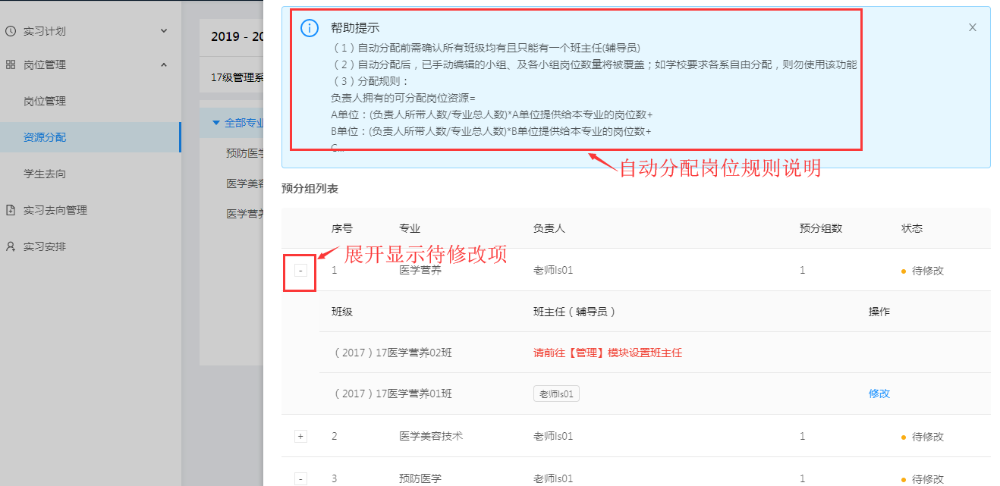 实习计划
岗位管理
岗位管理
资源分配
学生去向
实习去向管理
实习安排
2019 - 20
17级管理系
全部专业
预防医学
医学美容
医学营养
帮助提示
X
（1）自动分配前需确认所有班级均有且只能有一个班主任(辅导员)
（2）自动分配后，已手动编辑的小组、及各小组岗位数量将被覆盖；如学校要求各系自由分配，则勿使用该功能
（3）分配规则：
负责人拥有的可分配岗位资源=
A单位：(负责人所带人数/专业总人数)*A单位提供给本专业的岗位数+
B单位：(负责人所带人数/专业总人数)*B单位提供给本专业的岗位数+
C...
自动分配岗位规则说明
预分组列表
序号 专业 负责人 预分组数 状态
展开显示待修改项
- 1 医学营养 老师ls01 1 待修改
班级 班主任（辅导员） 操作
（2017）17医学营养02班 请前往【管理】模块设置班主任
（2017）17医学营养01班 老师ls01 修改
+ 2 医学美容技术 老师ls01 1 待修改
- 3 预防医学 老师ls01 1 待修改